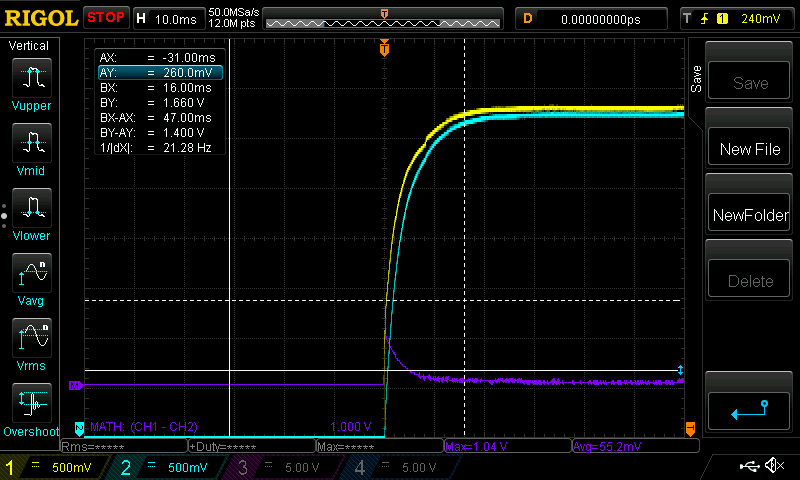 RIGOL STOP H 10.0ms 50.0MSa/s 12.0M pts D 0.00000000ps T 1 240mV
T
Vertical
Vupper
Vmid
Vlower
n
Vavg
n
Vrms
Overshoot
AX: = -31.00ms
AY: = 260.0mV
BX = 16.00ms
BY: = 1.660 V
BX-AX: = 47.00ms
BY-AY: = 1.400 V
1/|dX|: = 21.28 Hz
T
M
2
MATH: (CH1 - CH2) 1.000 V
T
Rms=***** +Duty=***** Max=***** Max=1.04 V Avg=55.2mV
1 = 500mV 2 = 500mV 3 = 5.00 V 4 = 5.00 V
Save
Save
New File
NewFolder
Delete